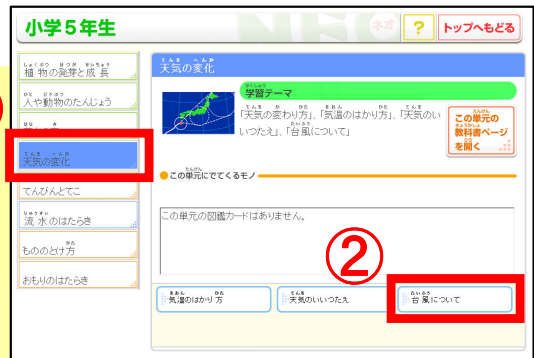 小学５年生
ネオ
?
トップへもどる
植物の発芽と成長
人や動物のたんじょう
天気の変化
てんびんとてこ
流水のはたらき
もののとけ方
おもりのはたらき
天気の変化
学習テーマ
「天気の変わり方」、「気温のはかり方」、「天気のい
いつたえ」、「台風について」
この単元の
教科書ページ
を開く
この単元にでてくるモノ
この単元の図鑑カードはありません。
②
気温のはかり方
天気のいいつたえ
台風について